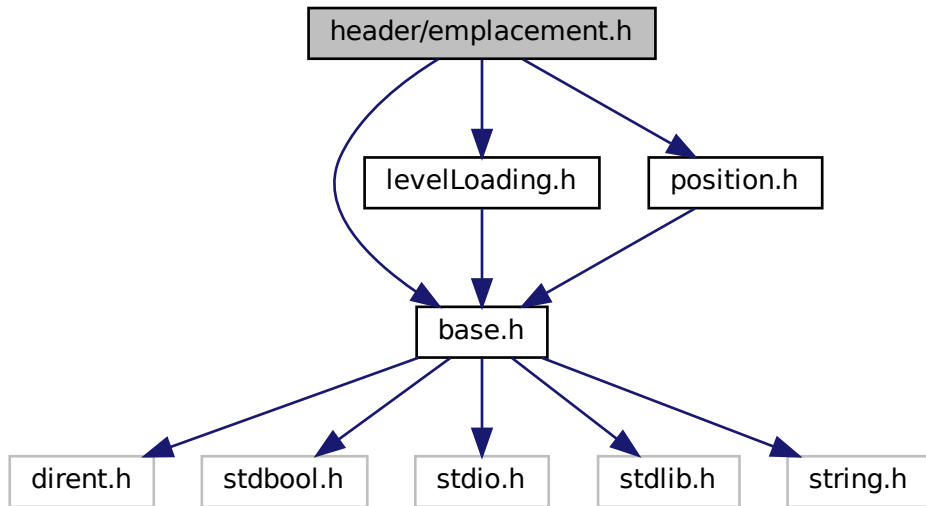 header/emplacement.h
levelLoading.h
position.h
base.h
dirent.h
stdbool.h
stdio.h
stdlib.h
string.h